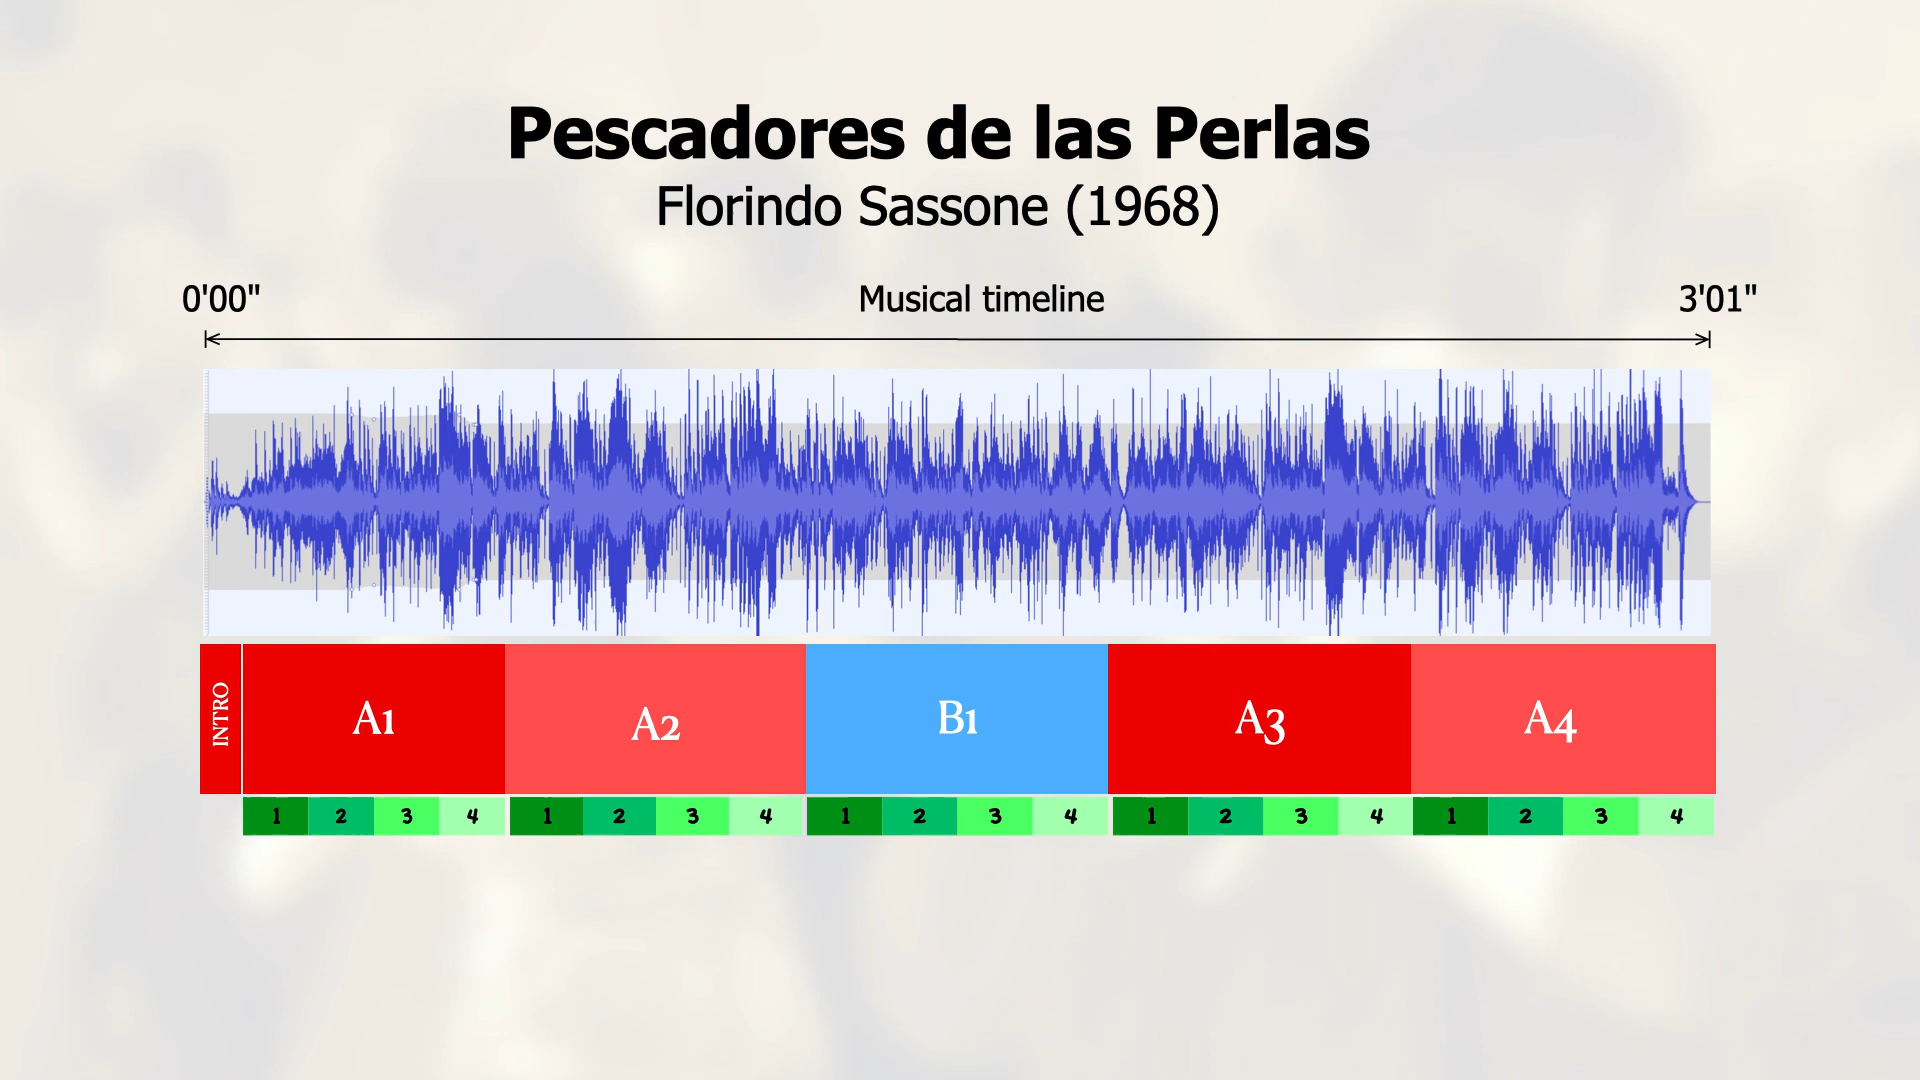 Pescadores de las Perlas
Florindo Sassone (1968)
0'00" Musical timeline 3'01"
INTRO A1 A2 B1 A3 A4
1 2 3 4 1 2 3 4 1 2 3 4 1 2 3 4 1 2 3 4